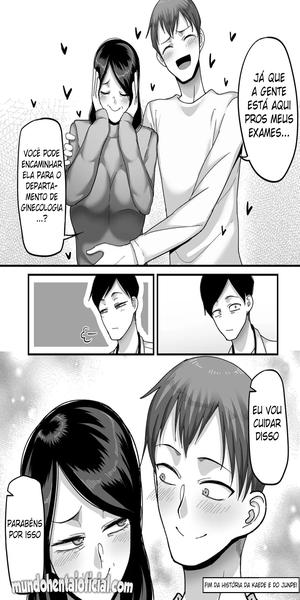 JÁ QUE
A GENTE
ESTÁ AQUI
PROS MEUS
EXAMES...
VOCÊ PODE
ENCAMINHAR
ELA PARA O
DEPARTA-
MENTO DE
GINECOLOGIA
...?
EU VOU
CUIDAR
DISSO
PARABÉNS
POR ISSO
FIM DA HISTÓRIA DA KAEDE E DO JUNPEI
mundohentaioficial.com